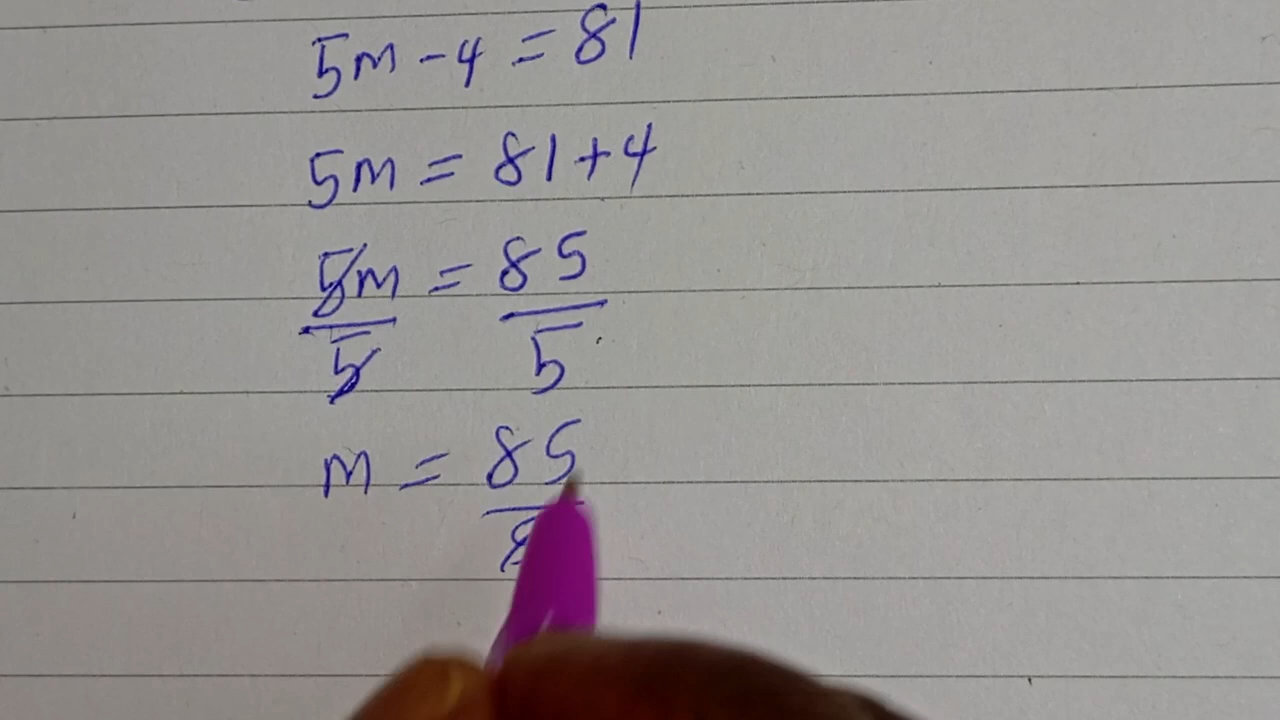 5m - 4 = 81
5m = 81 + 4
5m = 85
5 5
m = 85